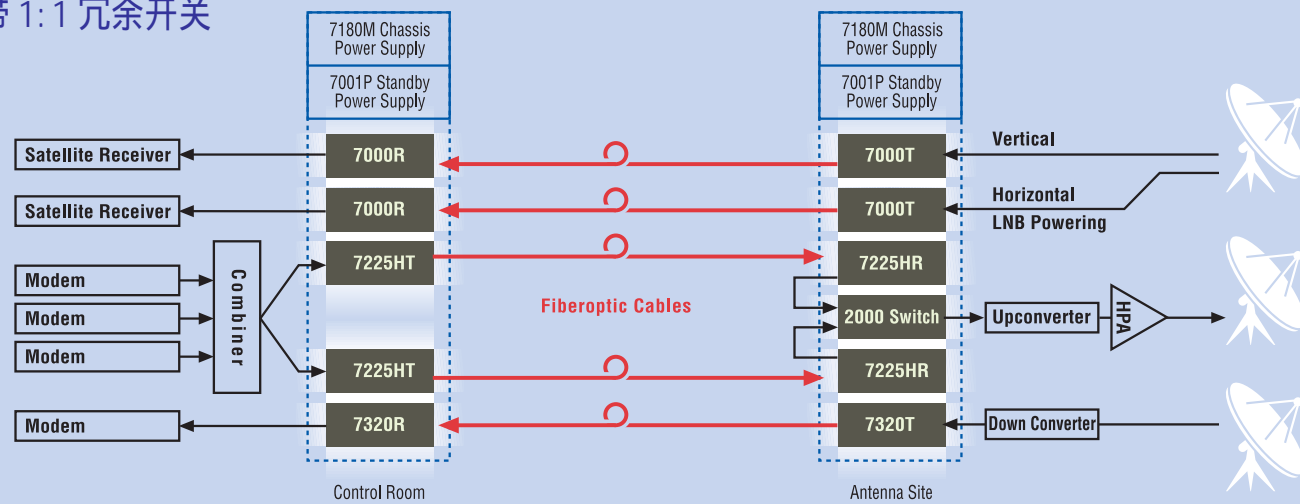 带 1:1 冗余开关
7180M Chassis
Power Supply
7001P Standby
Power Supply
7180M Chassis
Power Supply
7001P Standby
Power Supply
Satellite Receiver
7000R
7000T
Vertical
Satellite Receiver
7000R
7000T
Horizontal
LNB Powering
Modem
Modem
Modem
Combiner
7225HT
7225HR
Fiberoptic Cables
2000 Switch
Upconverter
HPA
7225HT
7225HR
Modem
7320R
7320T
Down Converter
Control Room
Antenna Site